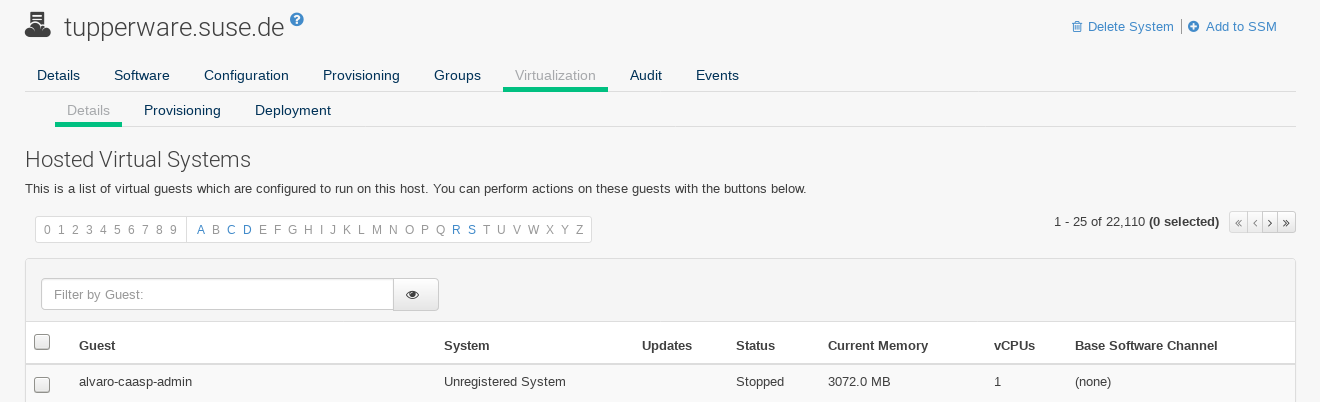 tupperware.suse.de
Delete System | Add to SSM
Details Software Configuration Provisioning Groups Virtualization Audit Events
Details Provisioning Deployment
Hosted Virtual Systems
This is a list of virtual guests which are configured to run on this host. You can perform actions on these guests with the buttons below.
1 - 25 of 22,110 (0 selected)
0 1 2 3 4 5 6 7 8 9 A B C D E F G H I J K L M N O P Q R S T U V W X Y Z
Filter by Guest:
Guest System Updates Status Current Memory vCPUs Base Software Channel
alvaro-caasp-admin Unregistered System Stopped 3072.0 MB 1 (none)